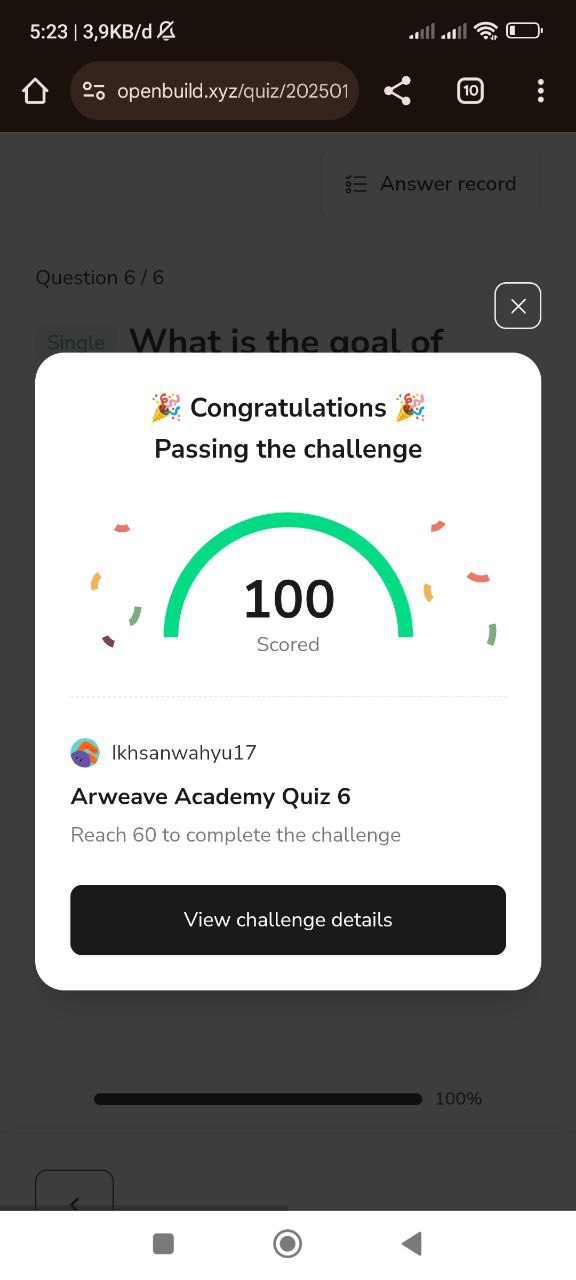 5:23 | 3,9KB/d
openbuild.xyz/quiz/202501
10
Answer record
Question 6 / 6
Single
What is the goal of
🎉 Congratulations 🎉
Passing the challenge
100
Scored
Ikhsanwahyu17
Arweave Academy Quiz 6
Reach 60 to complete the challenge
View challenge details
100%